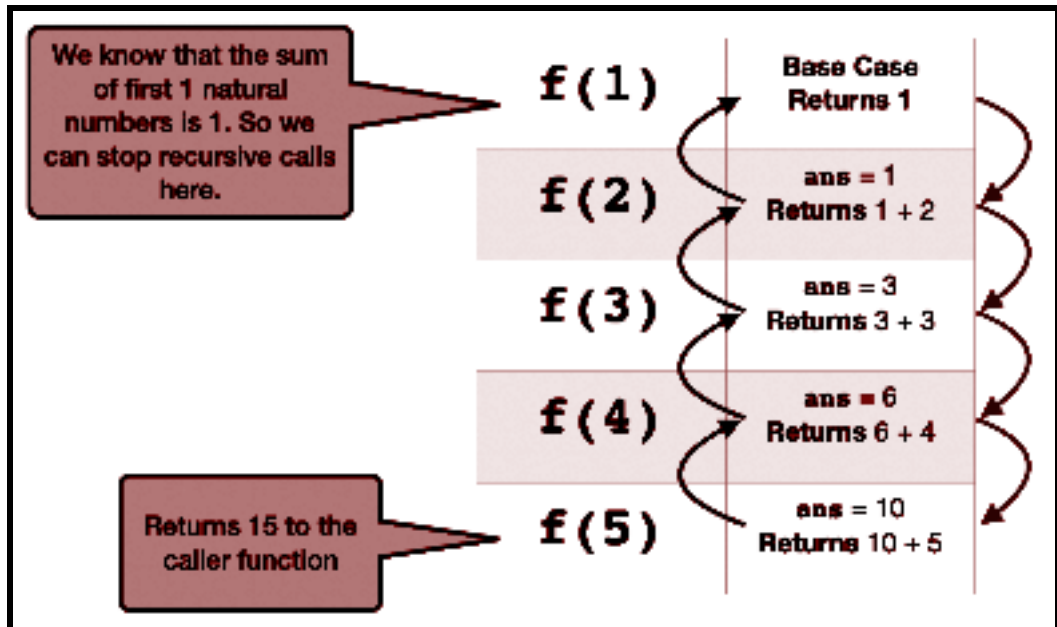 We know that the sum
of first 1 natural
numbers is 1. So we
can stop recursive calls
here.
f(1)
Base Case
Returns 1
f(2)
ans = 1
Returns 1 + 2
f(3)
ans = 3
Returns 3 + 3
f(4)
ans = 6
Returns 6 + 4
Returns 15 to the
caller function
f(5)
ans = 10
Returns 10 + 5